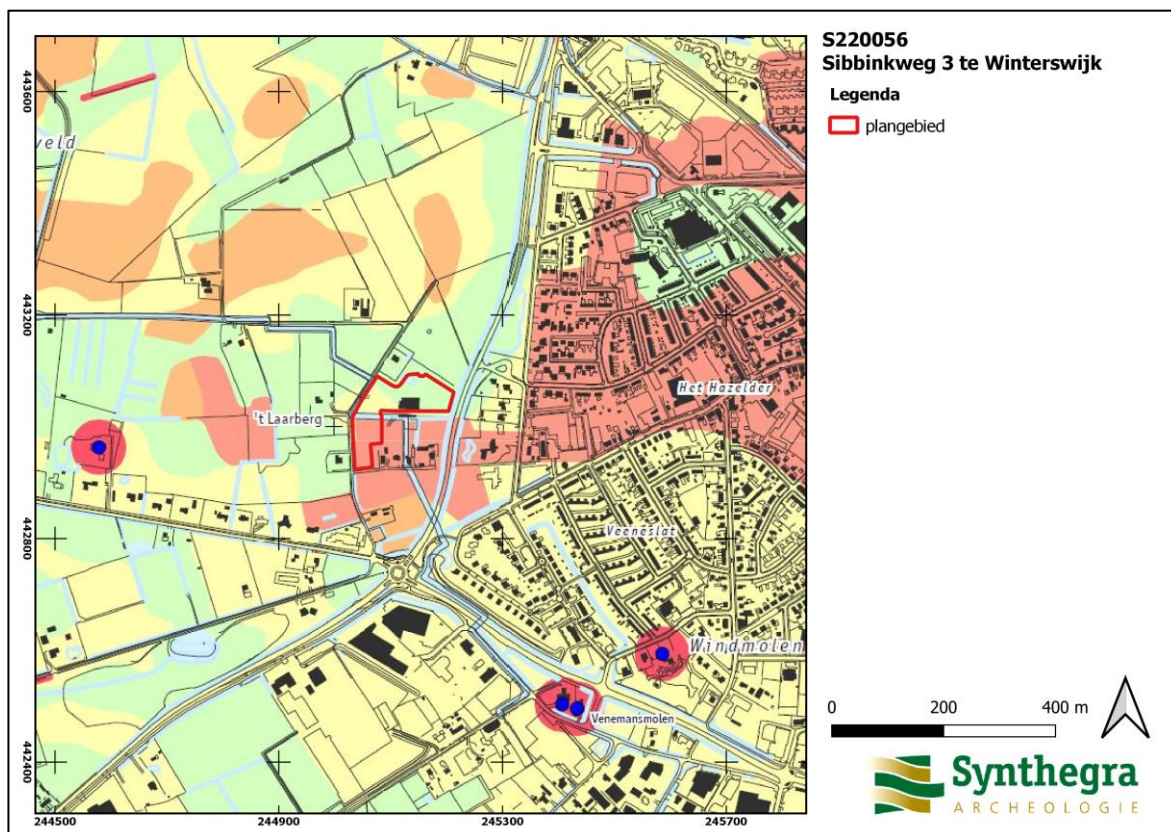 S220056
Sibbinkweg 3 te Winterswijk
Legenda
plangebied
443600
veld
443200
Het Hazelder
't Laarberg
442800
Veeneslat
Windmolen
Venemansmolen
442400
244500
244900
245300
245700
0
200
400 m
Synthegra
ARCHEOLOGIE